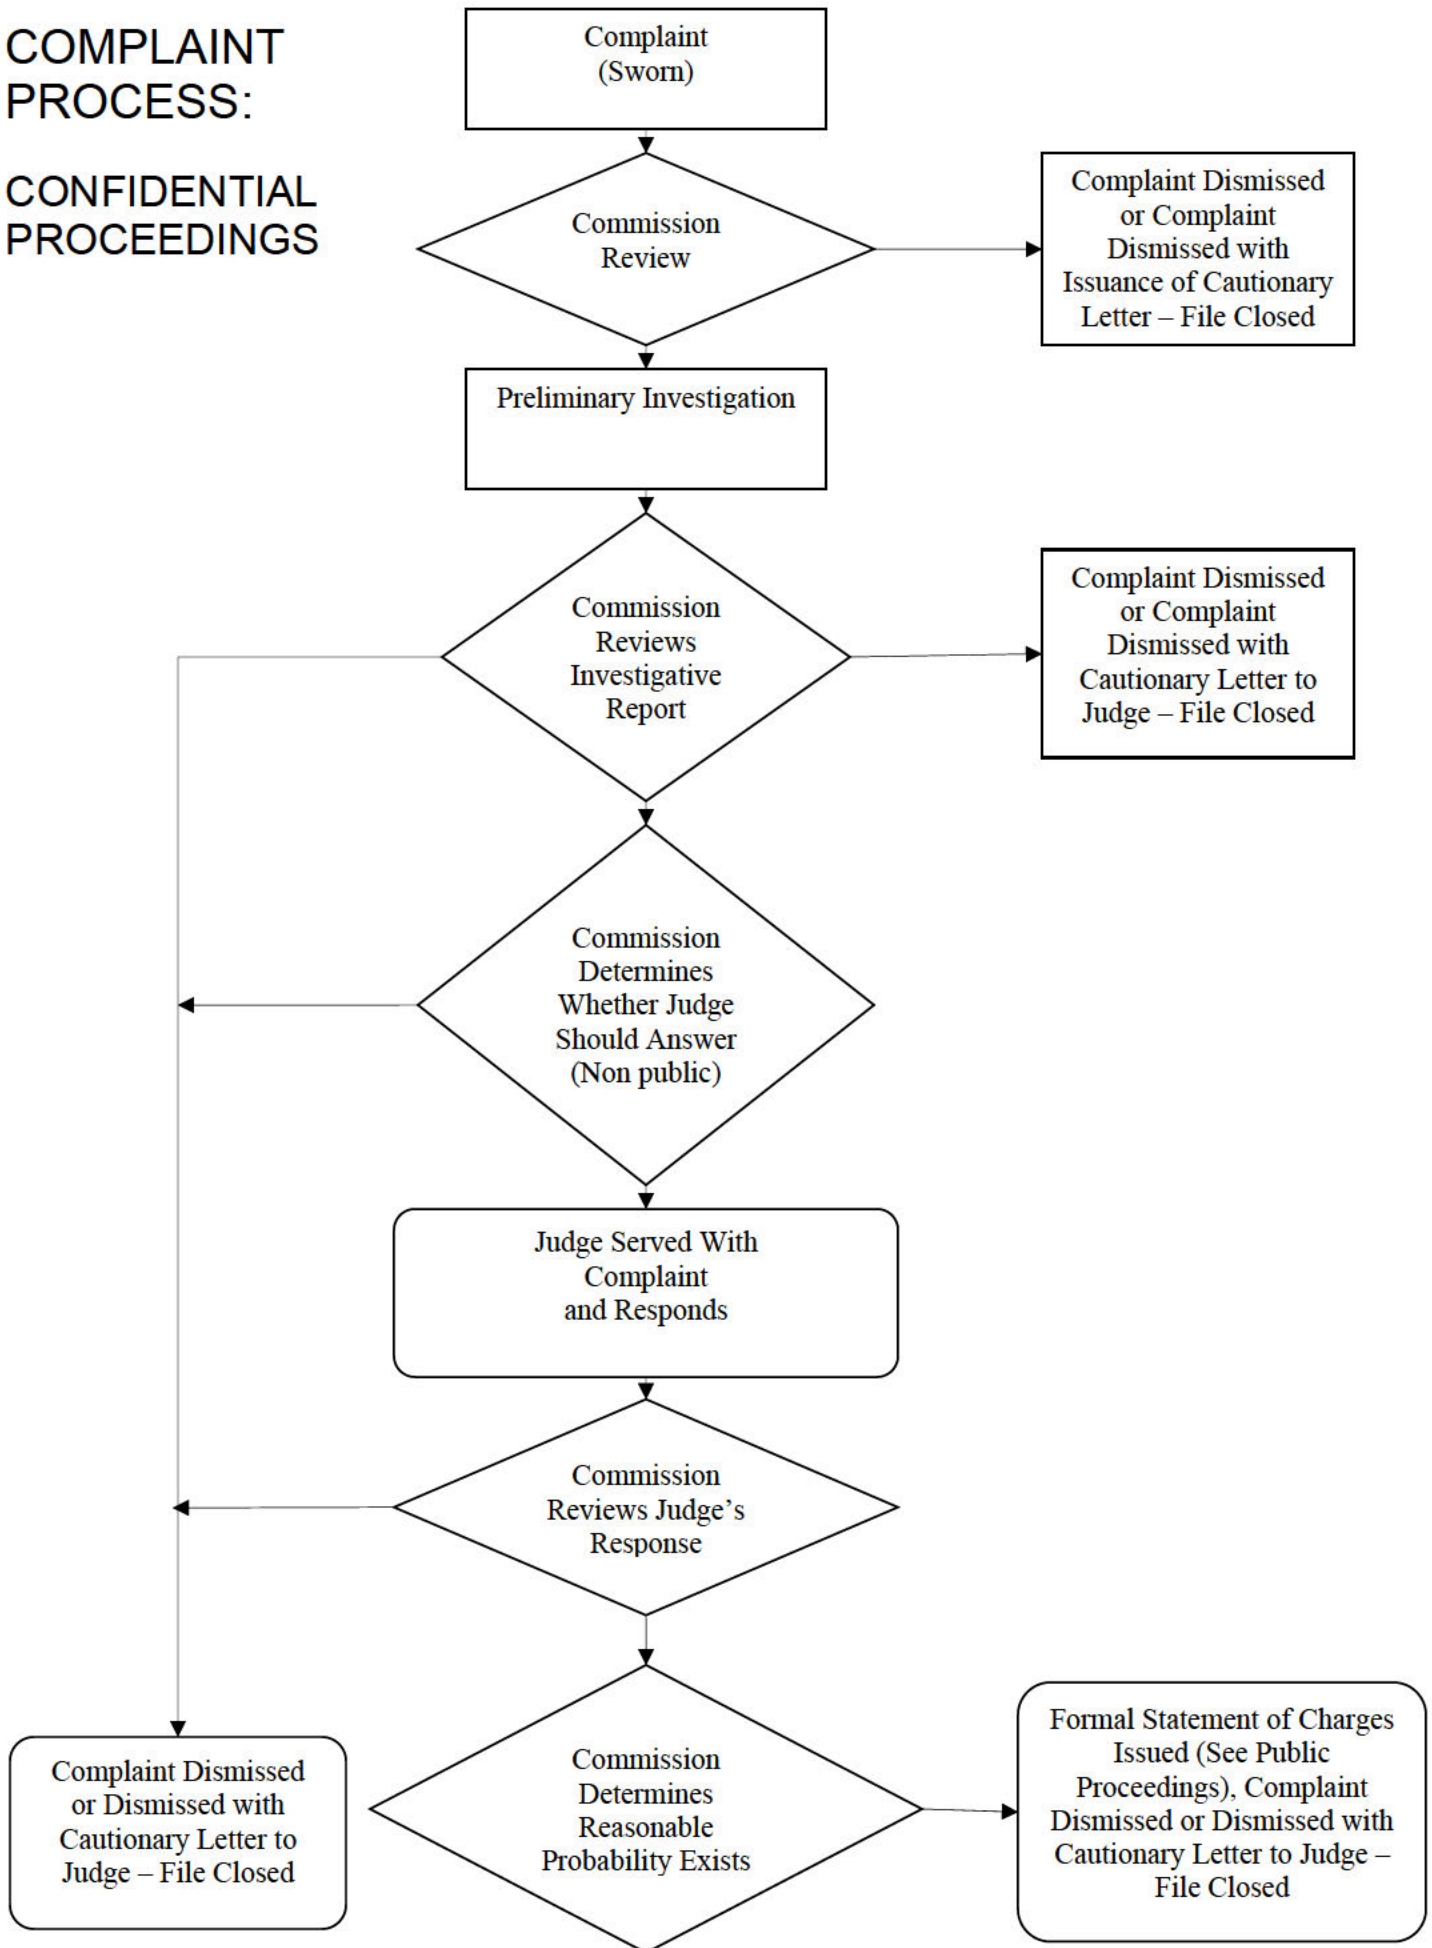 COMPLAINT
PROCESS:
CONFIDENTIAL
PROCEEDINGS
Complaint
(Sworn)
Commission
Review
Complaint Dismissed
or Complaint
Dismissed with
Issuance of Cautionary
Letter – File Closed
Preliminary Investigation
Commission
Reviews
Investigative
Report
Complaint Dismissed
or Complaint
Dismissed with
Cautionary Letter to
Judge – File Closed
Commission
Determines
Whether Judge
Should Answer
(Non public)
Judge Served With
Complaint
and Responds
Commission
Reviews Judge’s
Response
Complaint Dismissed
or Dismissed with
Cautionary Letter to
Judge – File Closed
Commission
Determines
Reasonable
Probability Exists
Formal Statement of Charges
Issued (See Public
Proceedings), Complaint
Dismissed or Dismissed with
Cautionary Letter to Judge –
File Closed